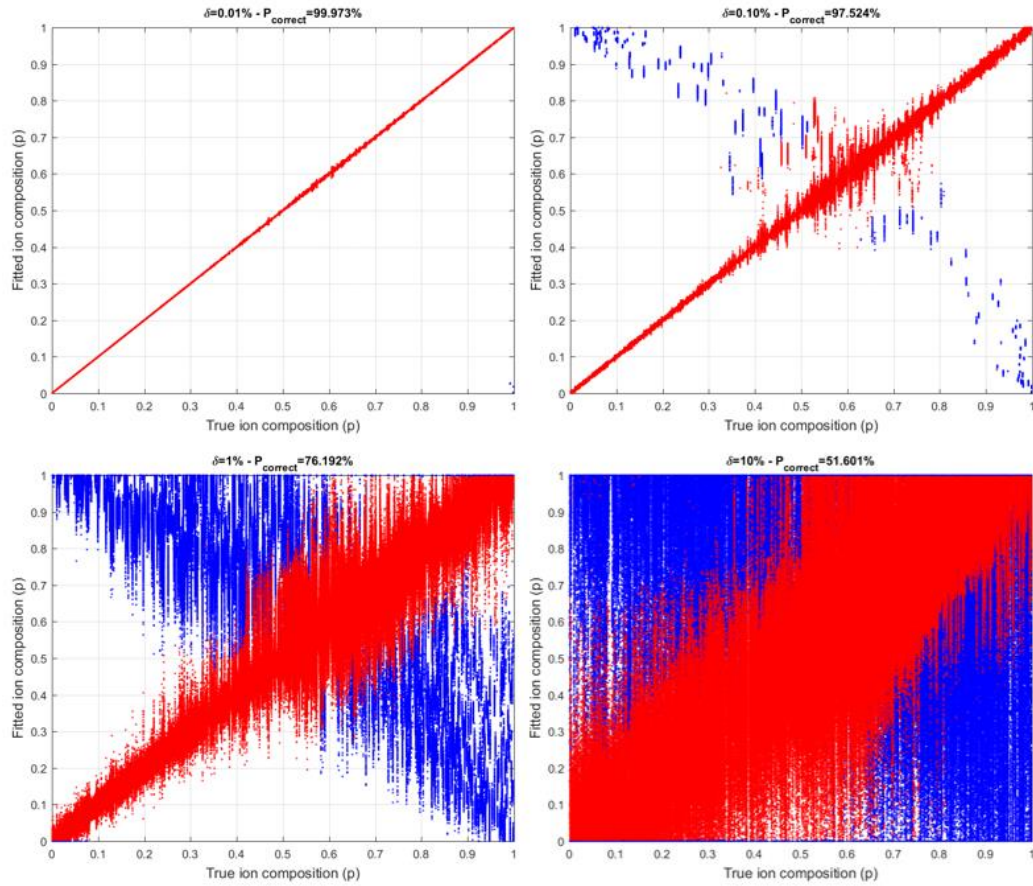 δ=0.01% - P_correct=99.973%
1
0.9
0.8
0.7
0.6
0.5
0.4
0.3
0.2
0.1
0
Fitted ion composition (p)
0 0.1 0.2 0.3 0.4 0.5 0.6 0.7 0.8 0.9 1
True ion composition (p)
δ=0.10% - P_correct=97.524%
1
0.9
0.8
0.7
0.6
0.5
0.4
0.3
0.2
0.1
0
Fitted ion composition (p)
0 0.1 0.2 0.3 0.4 0.5 0.6 0.7 0.8 0.9 1
True ion composition (p)
δ=1% - P_correct=76.192%
1
0.9
0.8
0.7
0.6
0.5
0.4
0.3
0.2
0.1
0
Fitted ion composition (p)
0 0.1 0.2 0.3 0.4 0.5 0.6 0.7 0.8 0.9 1
True ion composition (p)
δ=10% - P_correct=51.601%
1
0.9
0.8
0.7
0.6
0.5
0.4
0.3
0.2
0.1
0
Fitted ion composition (p)
0 0.1 0.2 0.3 0.4 0.5 0.6 0.7 0.8 0.9 1
True ion composition (p)